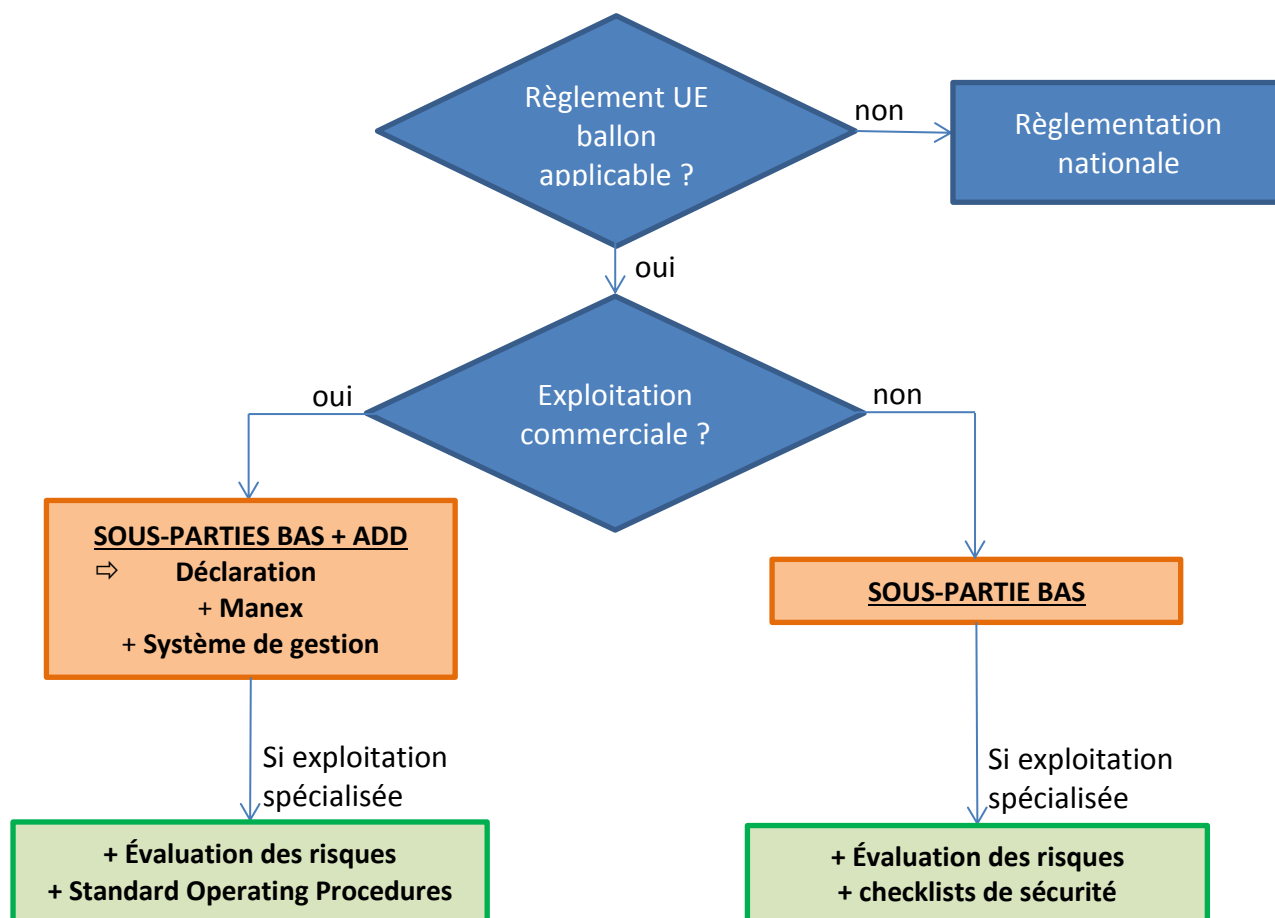 Règlement UE
ballon
applicable ?
non
Règlementation
nationale
oui
Exploitation
commerciale ?
oui
non
SOUS-PARTIES BAS + ADD
⇨ Déclaration
+ Manex
+ Système de gestion
SOUS-PARTIE BAS
Si exploitation
spécialisée
Si exploitation
spécialisée
+ Évaluation des risques
+ Standard Operating Procedures
+ Évaluation des risques
+ checklists de sécurité